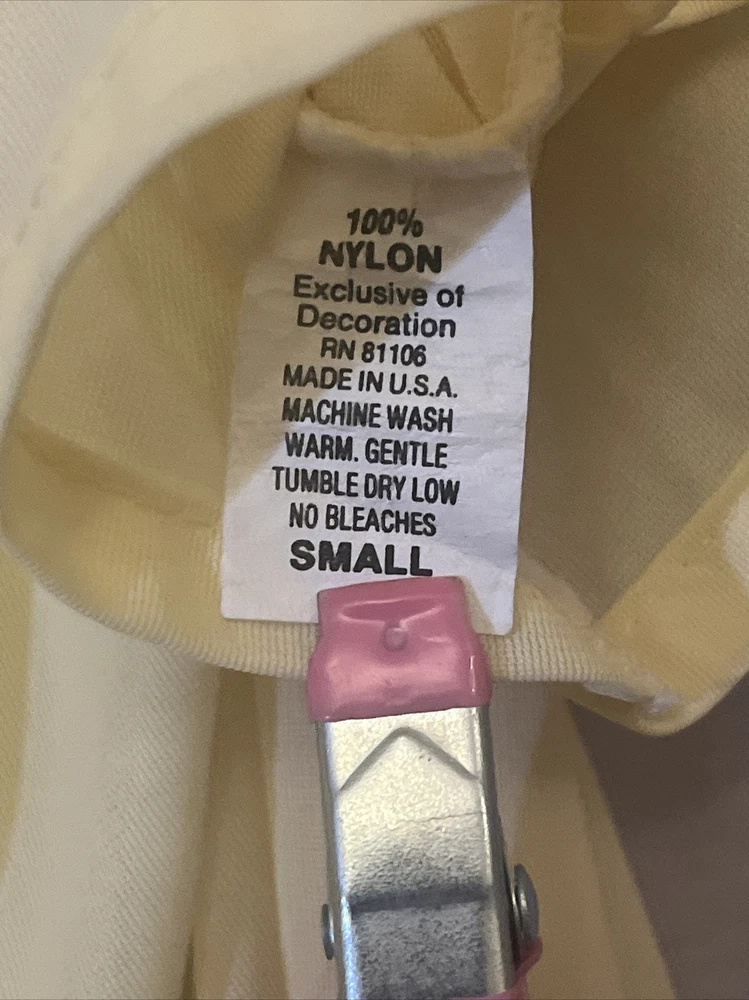 100%
NYLON
Exclusive of
Decoration
RN 81106
MADE IN U.S.A.
MACHINE WASH
WARM. GENTLE
TUMBLE DRY LOW
NO BLEACHES
SMALL